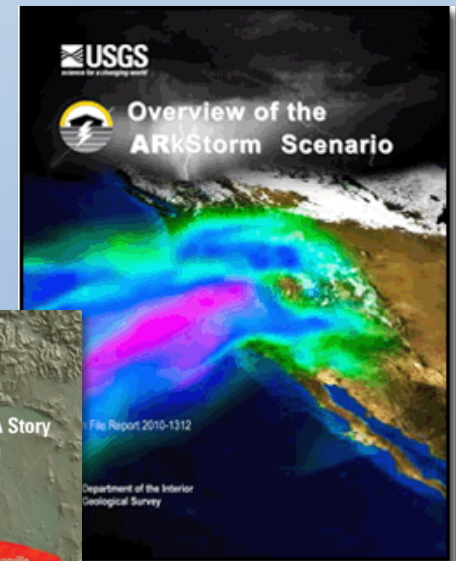 USGS
science for a changing world
Overview of the
ARkStorm Scenario
A Story
File Report 2010-1312
Department of the Interior
Geological Survey